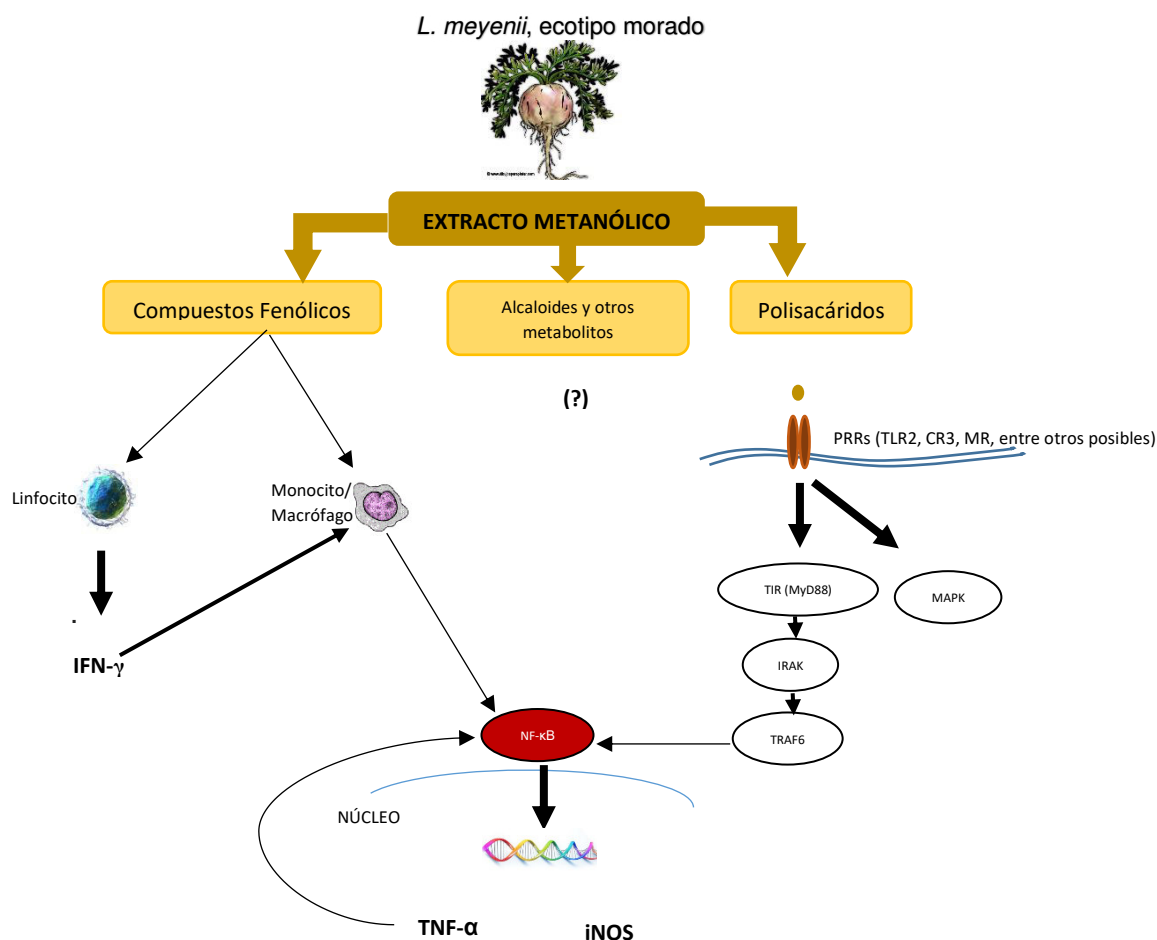 L. meyenii, ecotipo morado
EXTRACTO METANÓLICO
Compuestos Fenólicos
Alcaloides y otros
metabolitos
Polisacáridos
(?)
PRRs (TLR2, CR3, MR, entre otros posibles)
Linfocito
Monocito/
Macrófago
TIR (MyD88)
MAPK
.
IFN-γ
IRAK
NF-κB
TRAF6
NÚCLEO
TNF-α
iNOS